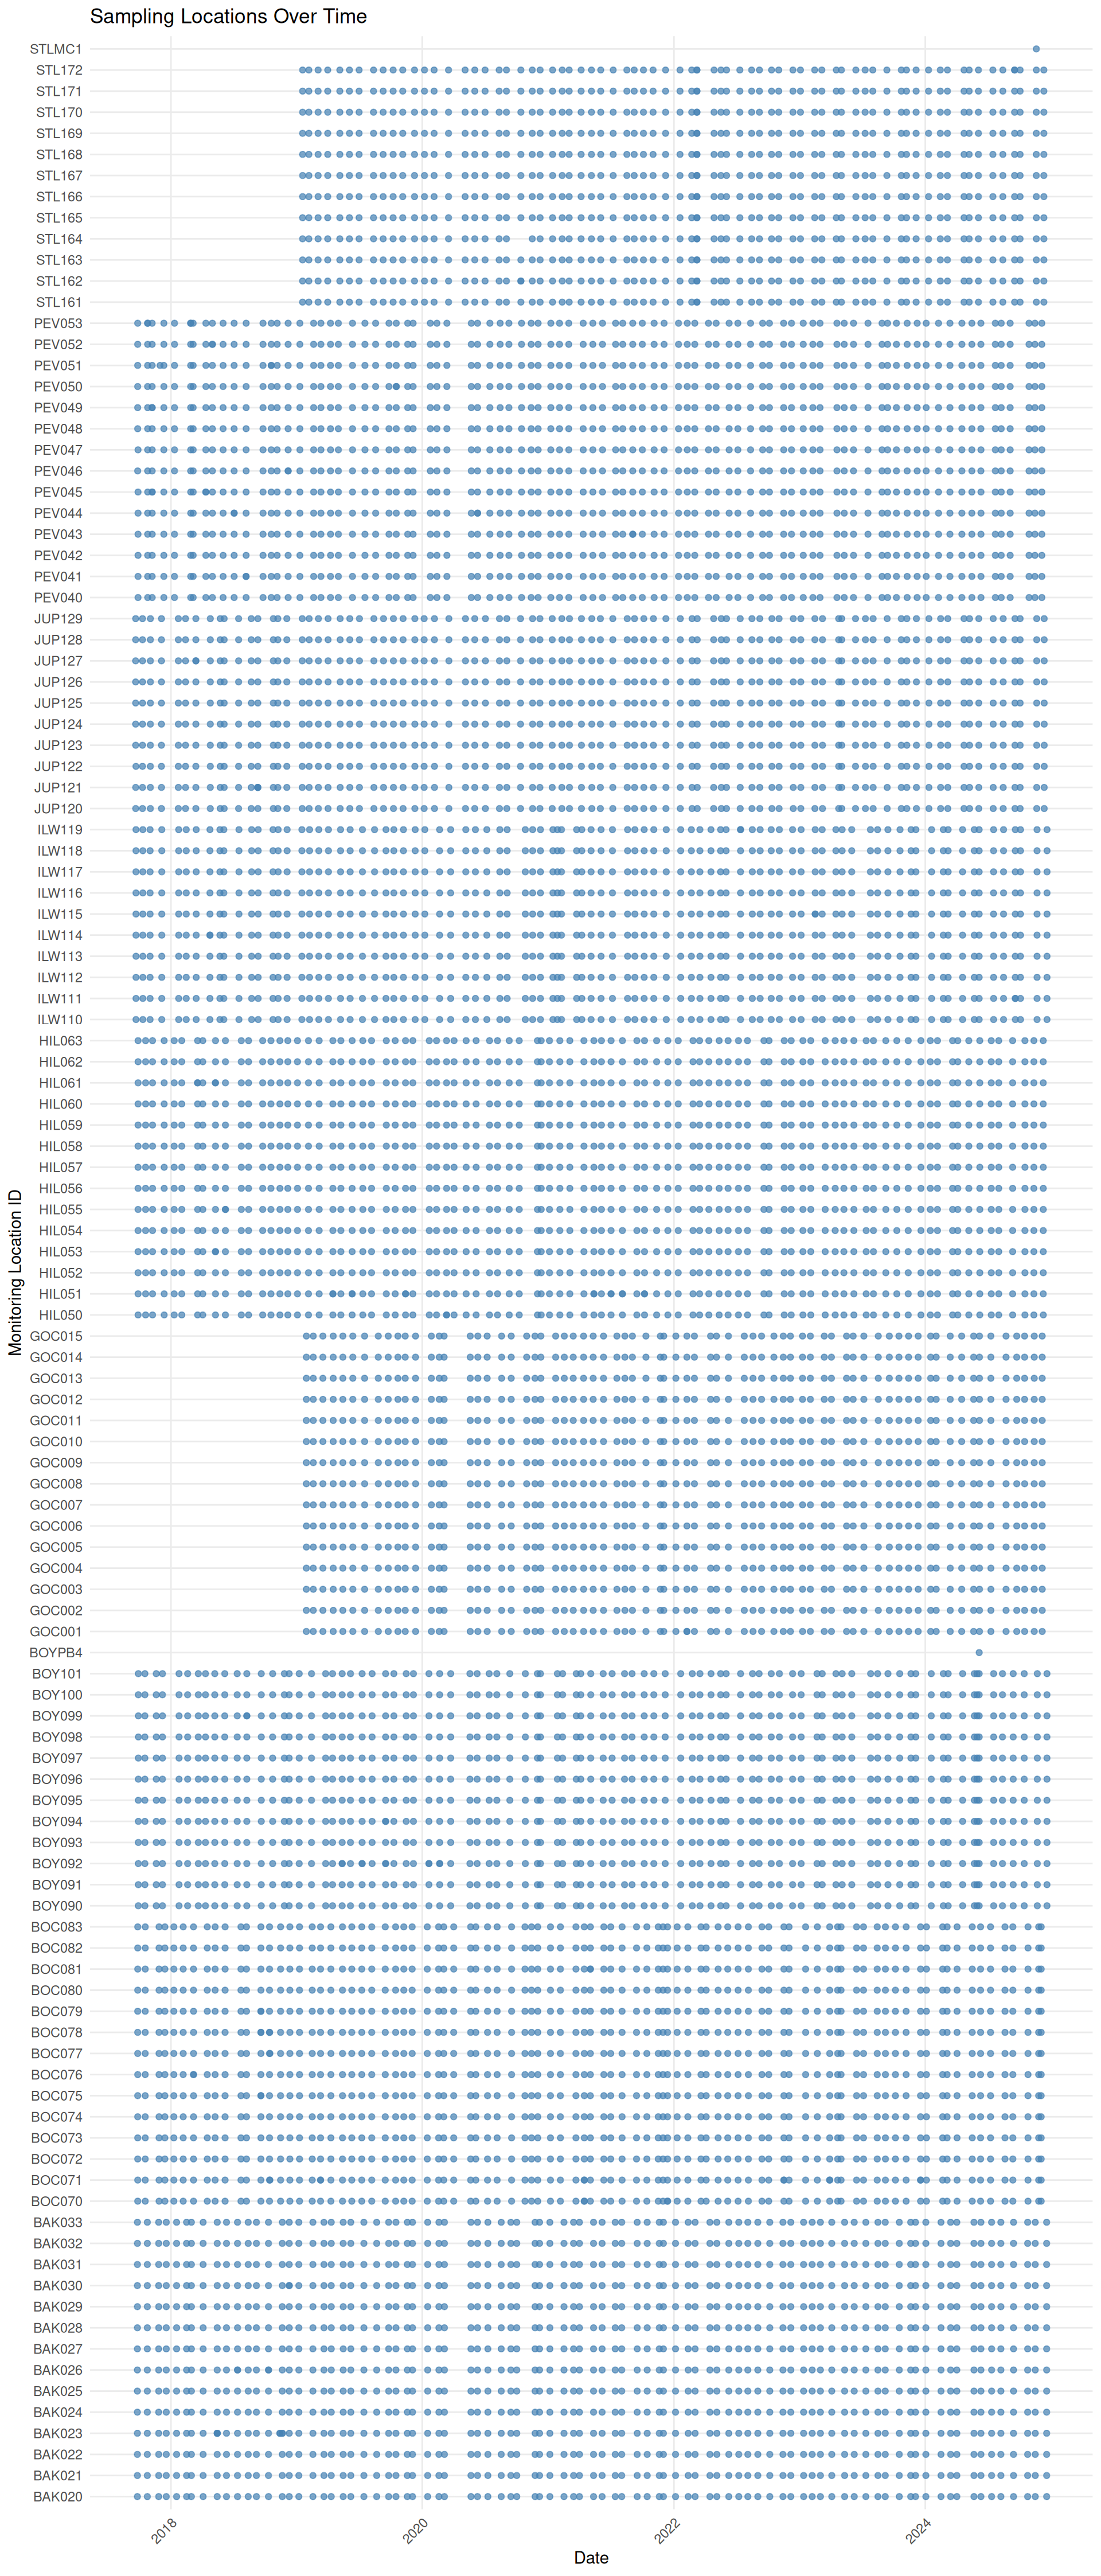 Sampling Locations Over Time
STLMC1
STL172
STL171
STL170
STL169
STL168
STL167
STL166
STL165
STL164
STL163
STL162
STL161
PEV053
PEV052
PEV051
PEV050
PEV049
PEV048
PEV047
PEV046
PEV045
PEV044
PEV043
PEV042
PEV041
PEV040
JUP129
JUP128
JUP127
JUP126
JUP125
JUP124
JUP123
JUP122
JUP121
JUP120
ILW119
ILW118
ILW117
ILW116
ILW115
ILW114
ILW113
ILW112
ILW111
ILW110
HIL063
HIL062
HIL061
HIL060
HIL059
HIL058
HIL057
HIL056
HIL055
HIL054
HIL053
HIL052
HIL051
HIL050
GOC015
GOC014
GOC013
GOC012
GOC011
GOC010
GOC009
GOC008
GOC007
GOC006
GOC005
GOC004
GOC003
GOC002
GOC001
BOYPB4
BOY101
BOY100
BOY099
BOY098
BOY097
BOY096
BOY095
BOY094
BOY093
BOY092
BOY091
BOY090
BOC083
BOC082
BOC081
BOC080
BOC079
BOC078
BOC077
BOC076
BOC075
BOC074
BOC073
BOC072
BOC071
BOC070
BAK033
BAK032
BAK031
BAK030
BAK029
BAK028
BAK027
BAK026
BAK025
BAK024
BAK023
BAK022
BAK021
BAK020
Monitoring Location ID
2018
2020
2022
2024
Date